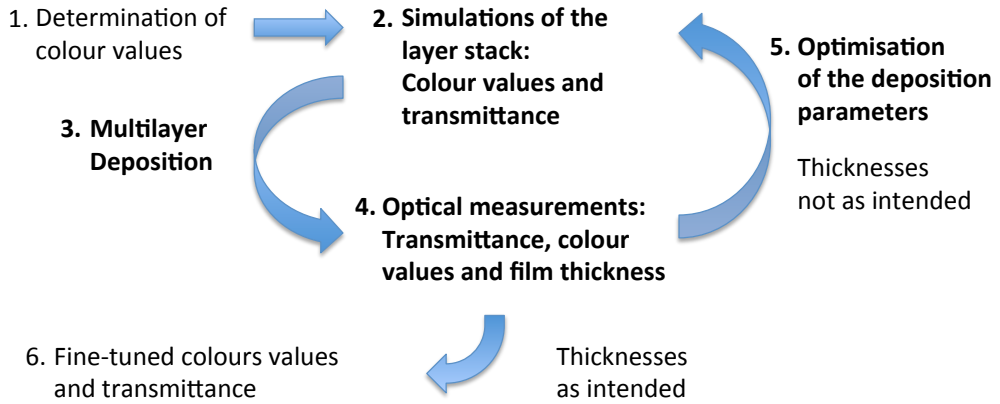 1. Determination of
colour values
2. Simulations of the
layer stack:
Colour values and
transmittance
3. Multilayer
Deposition
4. Optical measurements:
Transmittance, colour
values and film thickness
5. Optimisation
of the deposition
parameters
Thicknesses
not as intended
6. Fine-tuned colours values
and transmittance
Thicknesses
as intended